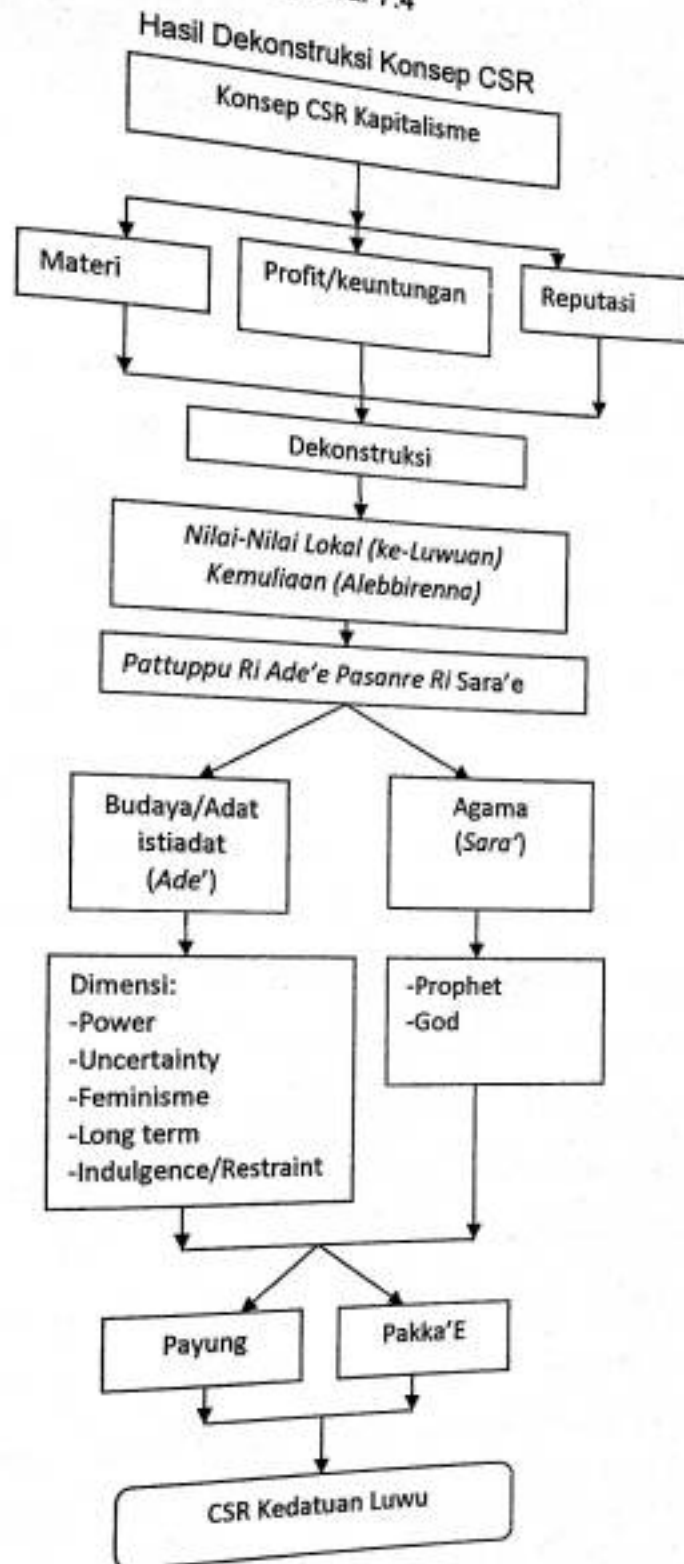 7.4
Hasil Dekonstruksi Konsep CSR
Konsep CSR Kapitalisme
Materi
Profit/keuntungan
Reputasi
Dekonstruksi
Nilai-Nilai Lokal (ke-Luwuan)
Kemuliaan (Alebbirenna)
Pattuppu Ri Ade'e Pasanre Ri Sara'e
Budaya/Adat
istiadat
(Ade')
Agama
(Sara')
Dimensi:
-Power
-Uncertainty
-Feminisme
-Long term
-Indulgence/Restraint
-Prophet
-God
Payung
Pakka'E
CSR Kedatuan Luwu